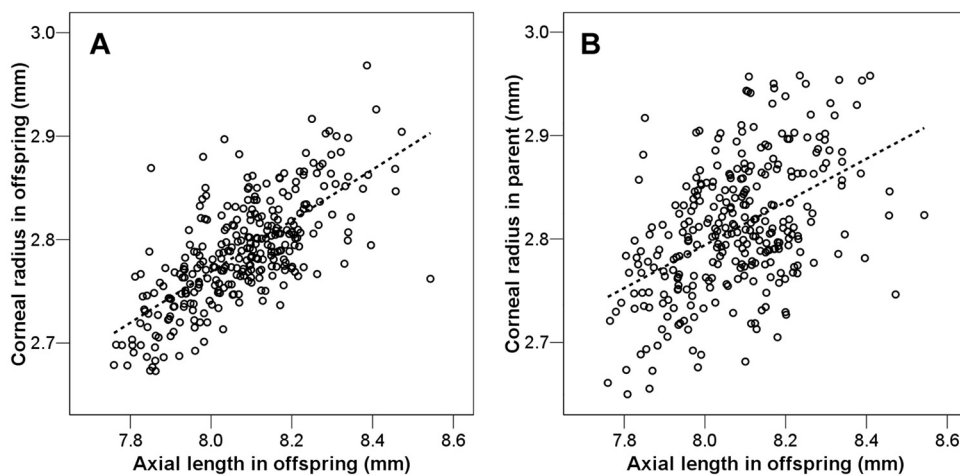 A
3.0
2.9
2.8
2.7
Corneal radius in offspring (mm)
7.8 8.0 8.2 8.4 8.6
Axial length in offspring (mm)
B
3.0
2.9
2.8
2.7
Corneal radius in parent (mm)
7.8 8.0 8.2 8.4 8.6
Axial length in offspring (mm)